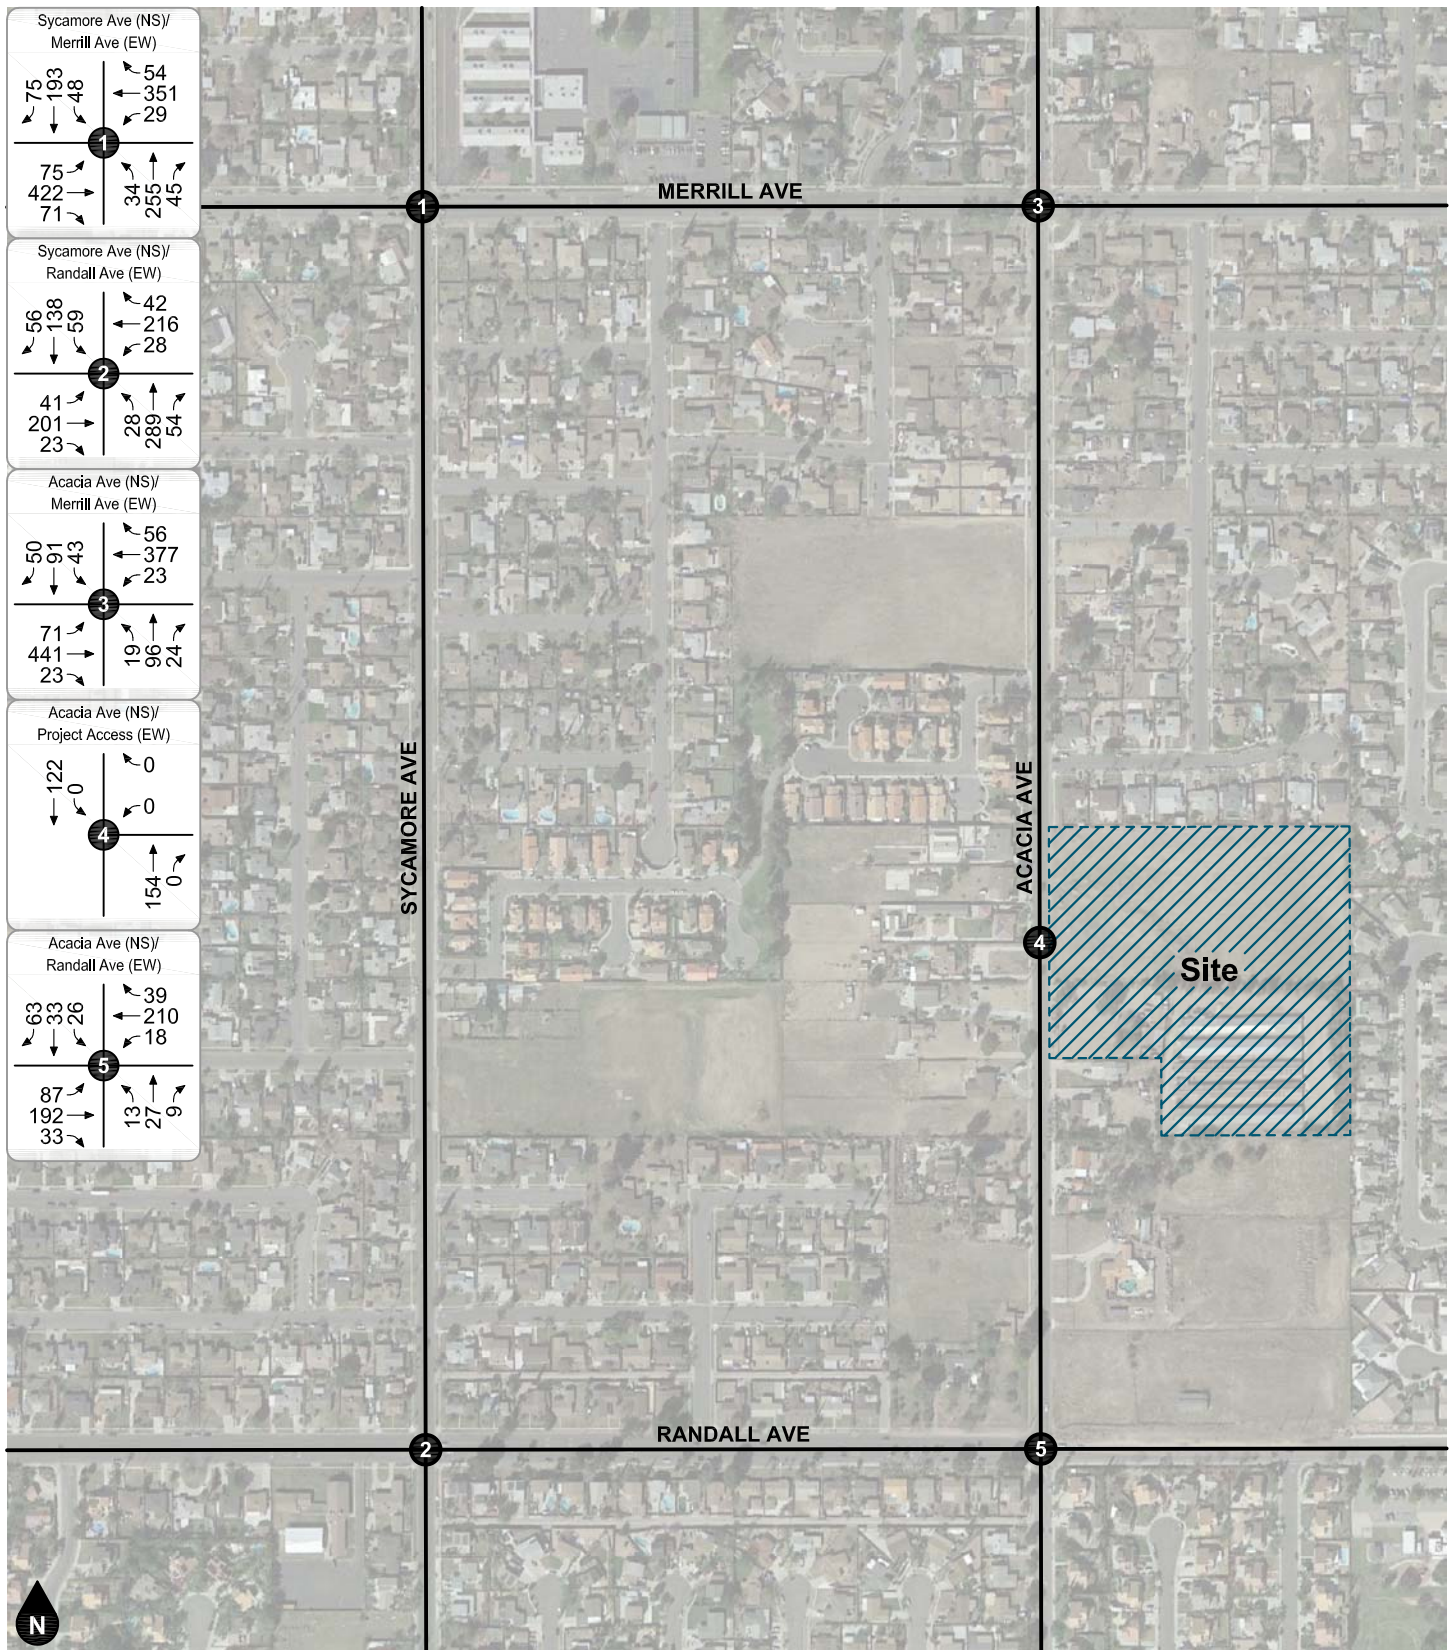 Sycamore Ave (NS)/
Merrill Ave (EW)
75 193 48
54
351
29
1
75
422
71
34 255 45
Sycamore Ave (NS)/
Randall Ave (EW)
56 138 59
42
216
28
2
41
201
23
28 289 54
Acacia Ave (NS)/
Merrill Ave (EW)
50 91 43
56
377
23
3
71
441
23
19 96 24
Acacia Ave (NS)/
Project Access (EW)
122 0
0
0
4
154 0
Acacia Ave (NS)/
Randall Ave (EW)
63 33 26
39
210
18
5
87
192
33
13 27 9
MERRILL AVE
1
3
SYCAMORE AVE
ACACIA AVE
4
Site
RANDALL AVE
2
5
N